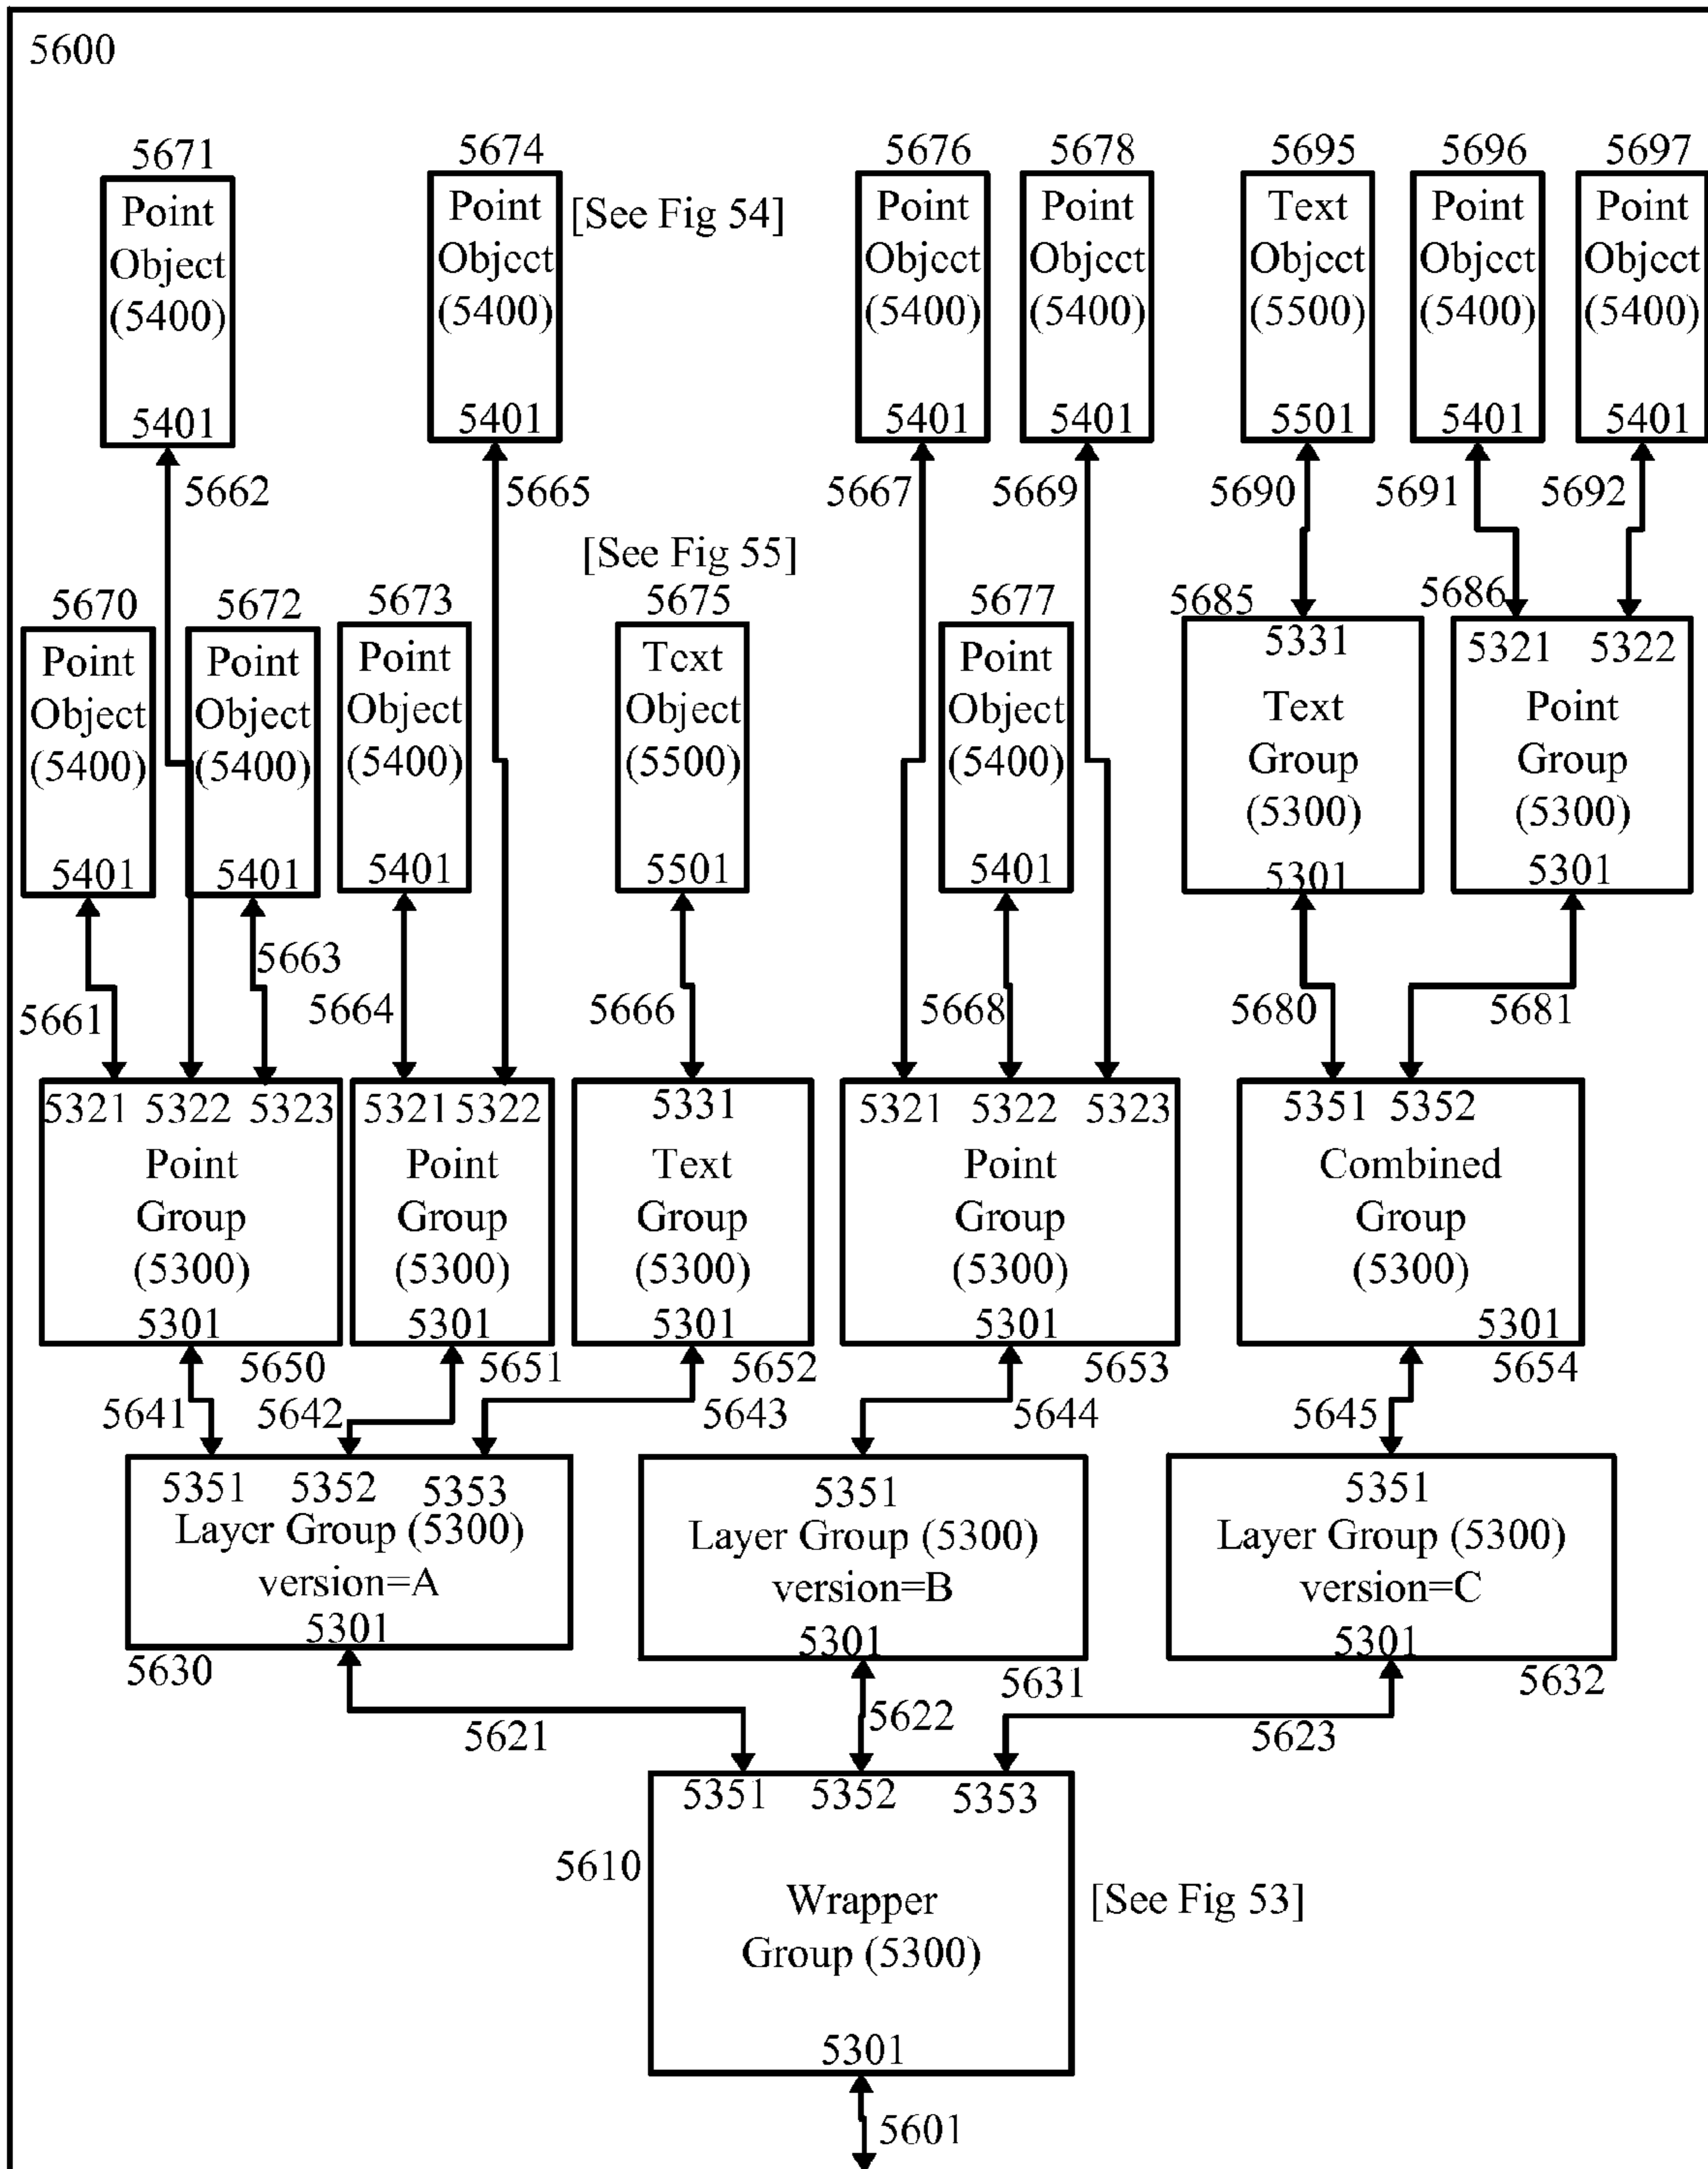 5600
5671
5674
5676
5678
5695
5696
5697
Point
Object
(5400)
5401
Point
Object
(5400)
5401
[See Fig 54]
Point
Object
(5400)
5401
Point
Object
(5400)
5401
Text
Object
(5500)
5501
Point
Object
(5400)
5401
Point
Object
(5400)
5401
5662
5665
5667
5669
5690
5691
5692
[See Fig 55]
5670
5672
5673
5675
5677
5685
5686
Point
Object
(5400)
5401
Point
Object
(5400)
5401
Point
Object
(5400)
5401
Text
Object
(5500)
5501
Point
Object
(5400)
5401
5331
Text
Group
(5300)
5301
5321 5322
Point
Group
(5300)
5301
5661
5663
5664
5666
5668
5680
5681
5321 5322 5323
Point
Group
(5300)
5301
5650
5321 5322
Point
Group
(5300)
5301
5651
5331
Text
Group
(5300)
5301
5652
5321 5322 5323
Point
Group
(5300)
5301
5653
5351 5352
Combined
Group
(5300)
5301
5654
5641
5642
5643
5644
5645
5351 5352 5353
Layer Group (5300)
version=A
5301
5630
5351
Layer Group (5300)
version=B
5301
5631
5351
Layer Group (5300)
version=C
5301
5632
5621
5622
5623
5351 5352 5353
5610
Wrapper
Group (5300)
5301
[See Fig 53]
5601